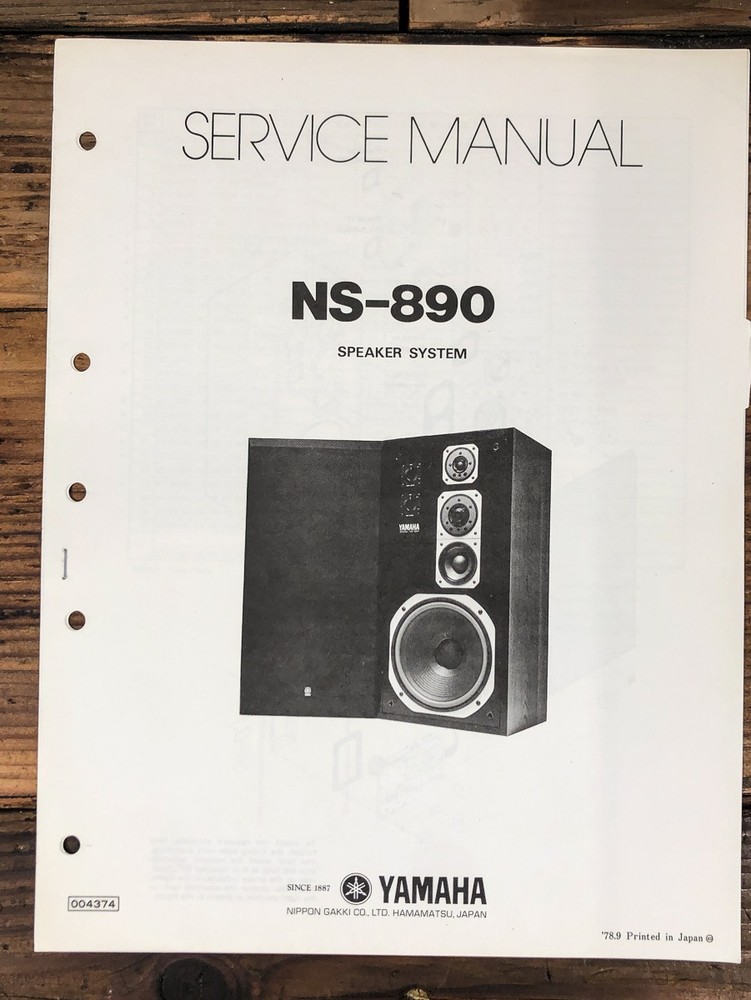 SERVICE MANUAL
NS-890
SPEAKER SYSTEM
YAMAHA
SINCE 1887 YAMAHA
NIPPON GAKKI CO., LTD. HAMAMATSU, JAPAN
004374
'78.9 Printed in Japan